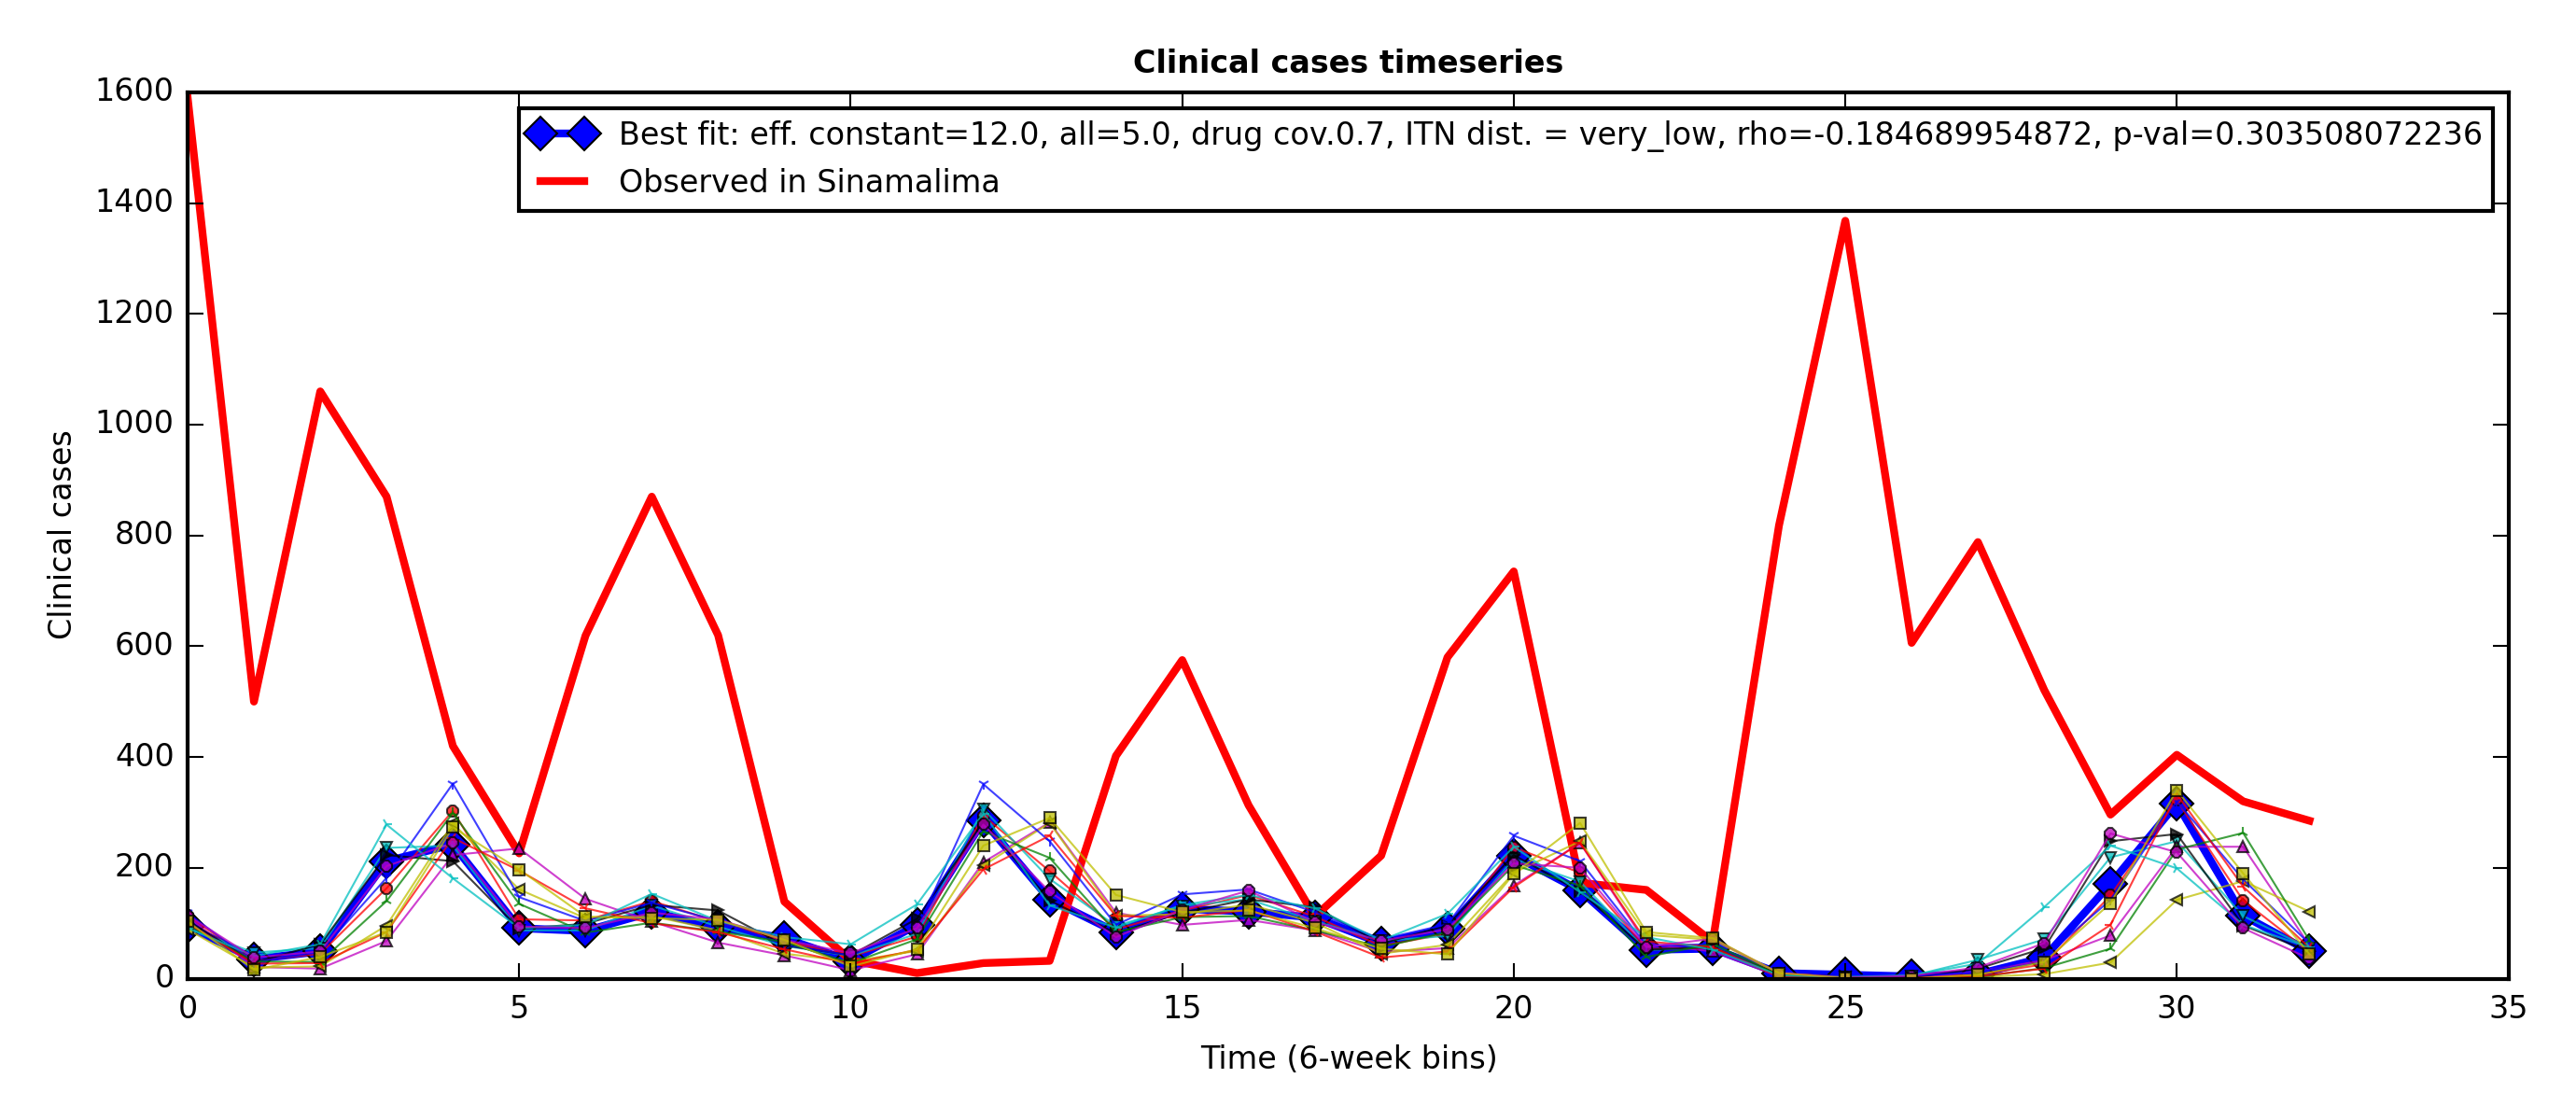 Clinical cases timeseries
Best fit: eff. constant=12.0, all=5.0, drug cov.0.7, ITN dist. = very_low, rho=-0.184689954872, p-val=0.303508072236
Observed in Sinamalima
1600
1400
1200
1000
800
600
400
200
0
Clinical cases
0 5 10 15 20 25 30 35
Time (6-week bins)